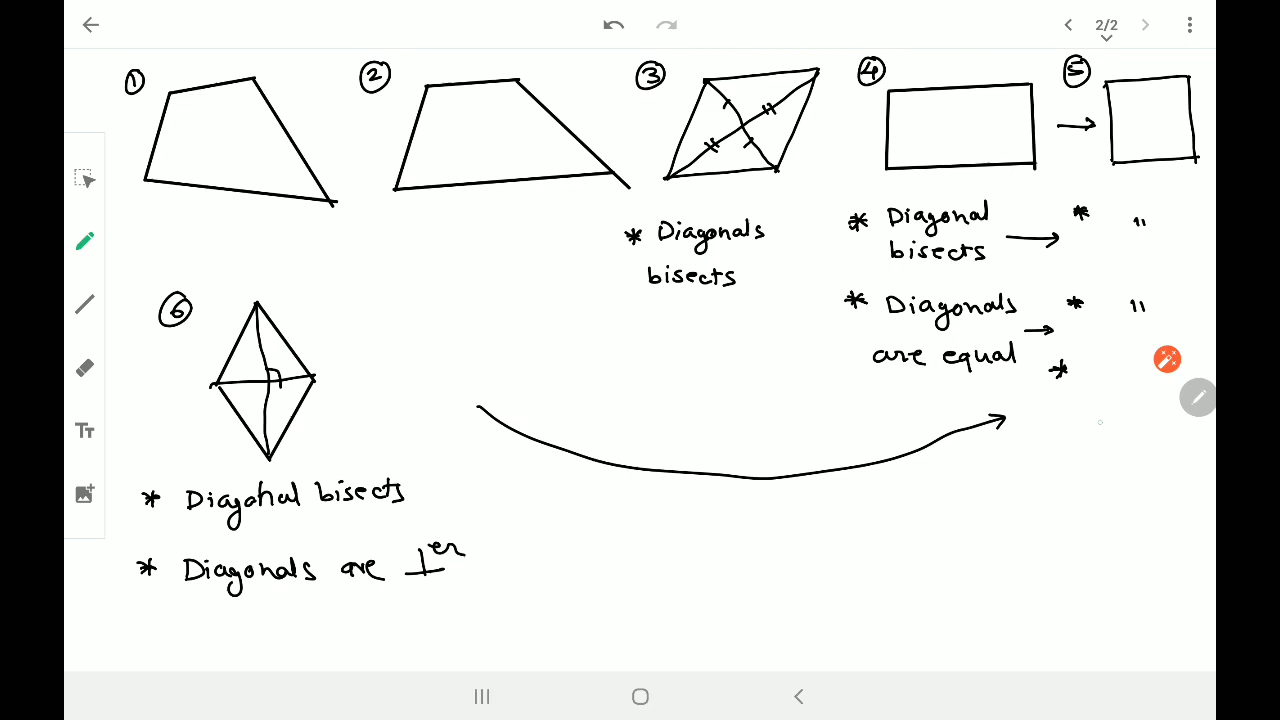 2/2
① ② ③ ④ ⑤
* Diagonals
bisects
* Diagonal
bisects
* "
* Diagonals
are equal
* "
*
⑥
* Diagonal bisects
* Diagonals are ⊥er
Tт